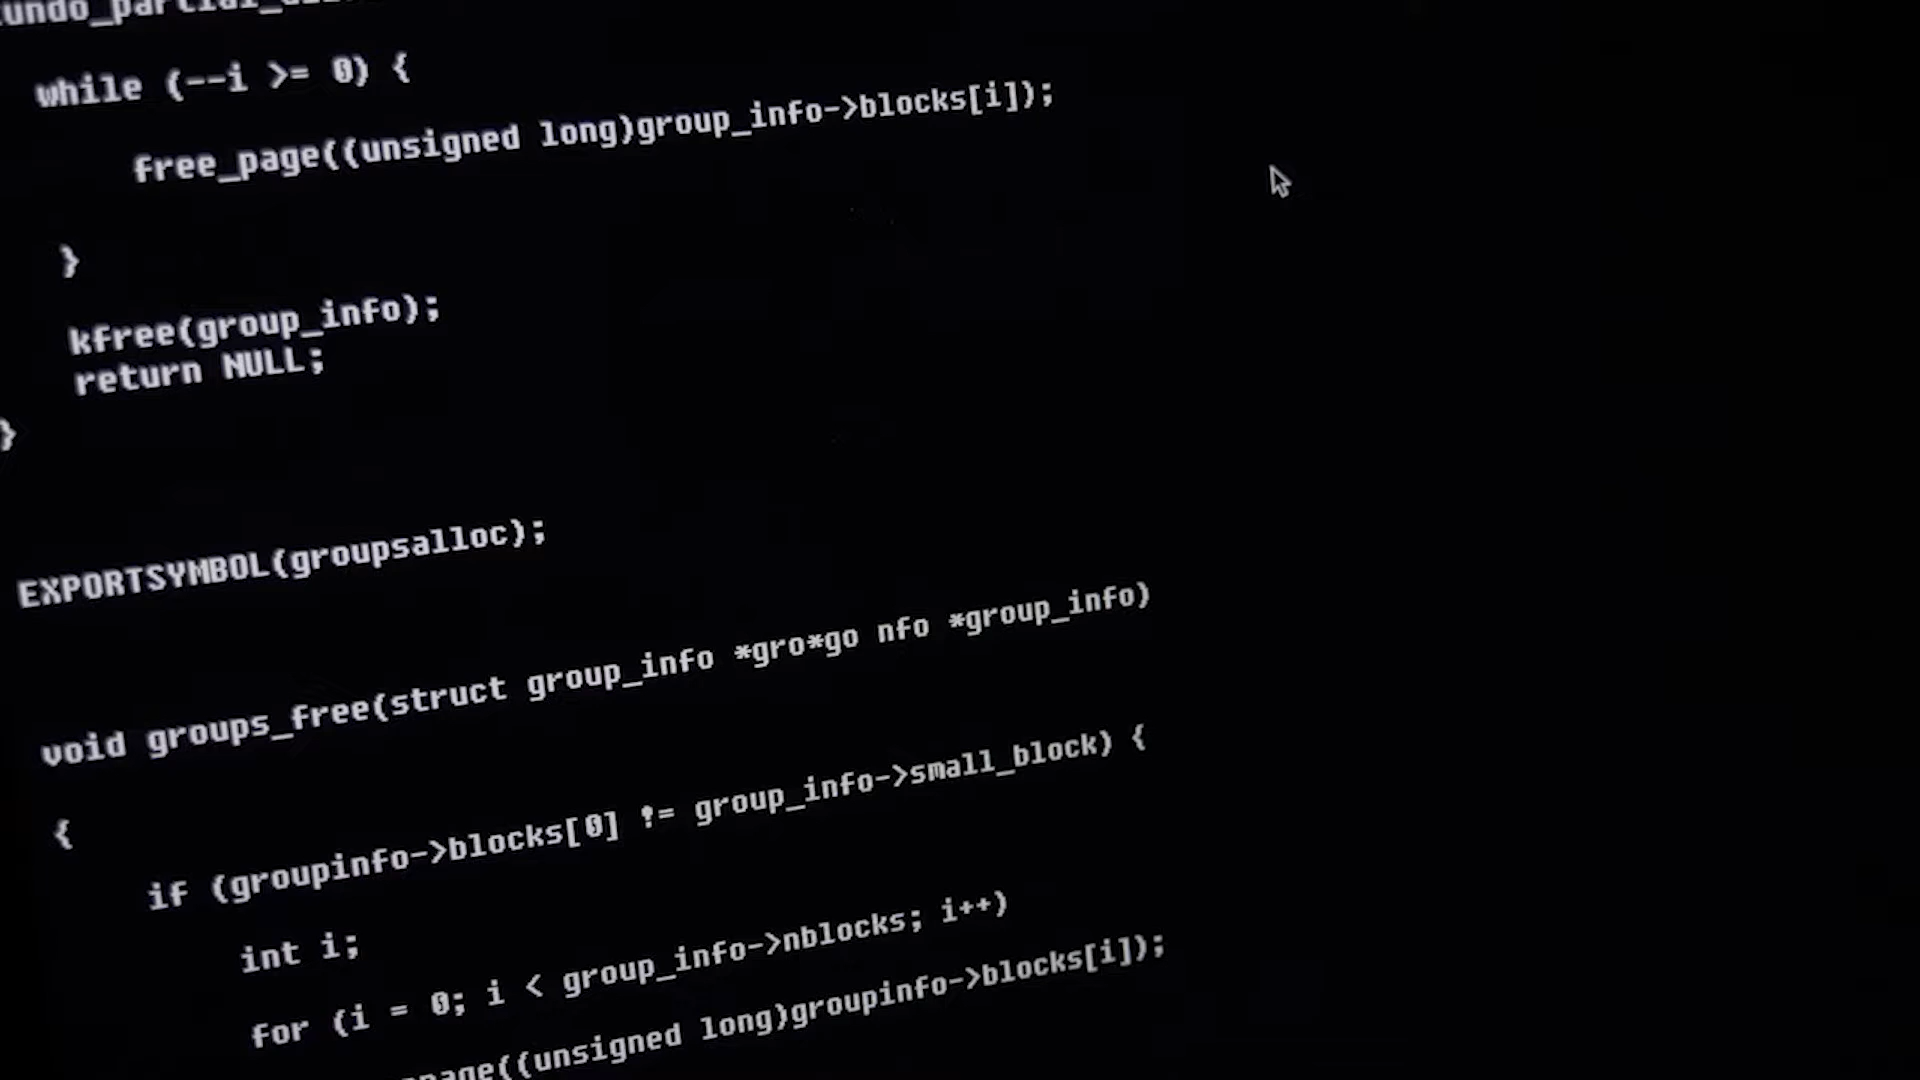 while (--i >= 0) {
free_page((unsigned long)group_info->blocks[i]);
}
kfree(group_info);
return NULL;
}
EXPORTSYMBOL(groupsalloc);
void groups_free(struct group_info *gro*go nfo *group_info)
{
if (groupinfo->blocks[0] != group_info->small_block) {
int i;
for (i = 0; i < group_info->nblocks; i++)
page((unsigned long)groupinfo->blocks[i]);